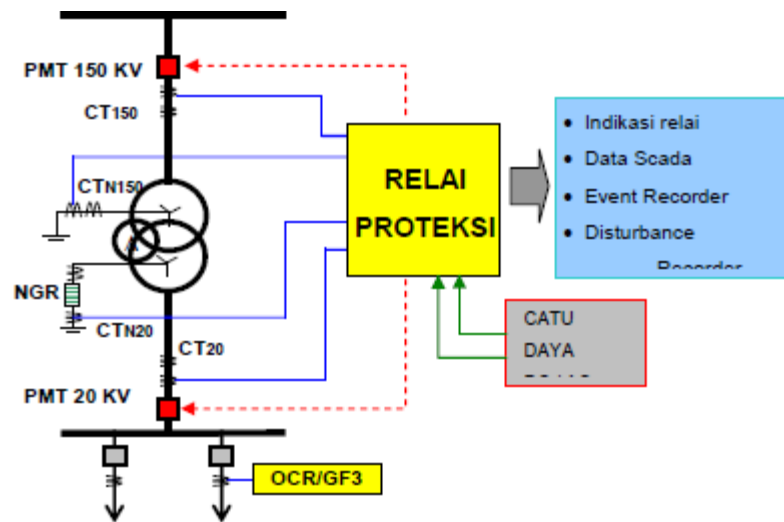 PMT 150 KV
CT150
CTN150
NGR
CTN20
CT20
PMT 20 KV
RELAI
PROTEKSI
• Indikasi relai
• Data Scada
• Event Recorder
• Disturbance
Recorder
CATU
DAYA
OCR/GF3